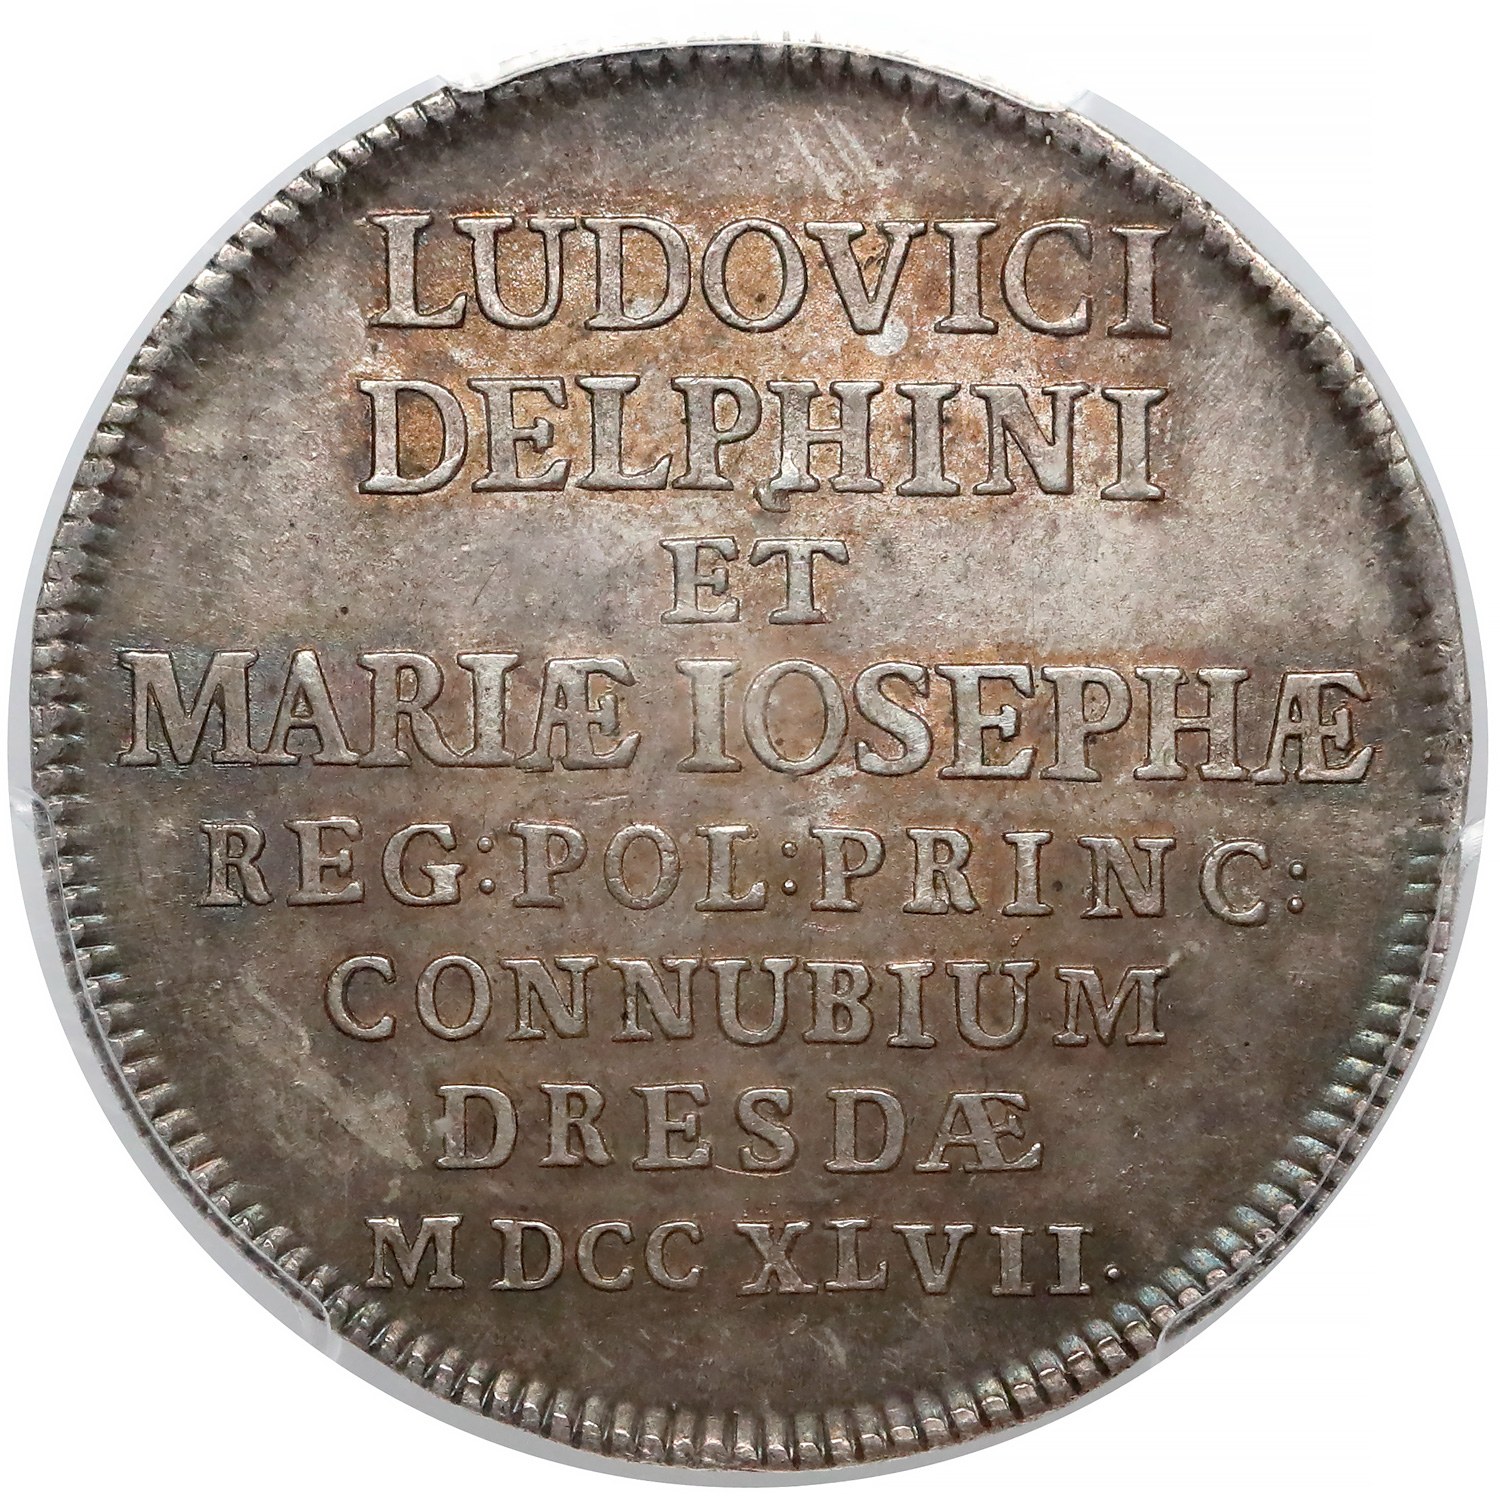 LUDOVICI
DELPHINI
ET
MARIÆ IOSEPHÆ
REG:POL:PRINC:
CONNUBIUM
DRESDÆ
MDCCXLVII.